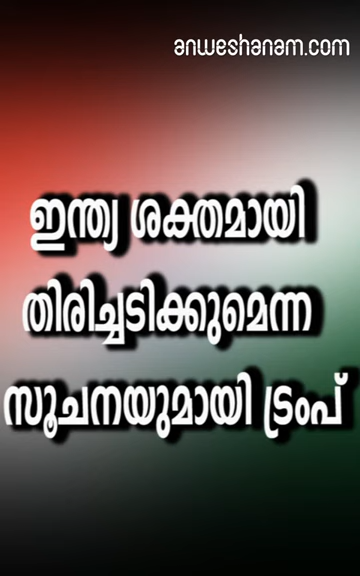 anweshanam.com
ഇന്ത്യ ശക്തമായി
തിരിച്ചടിക്കുമെന്ന
സൂചനയുമായി ട്രംപ്